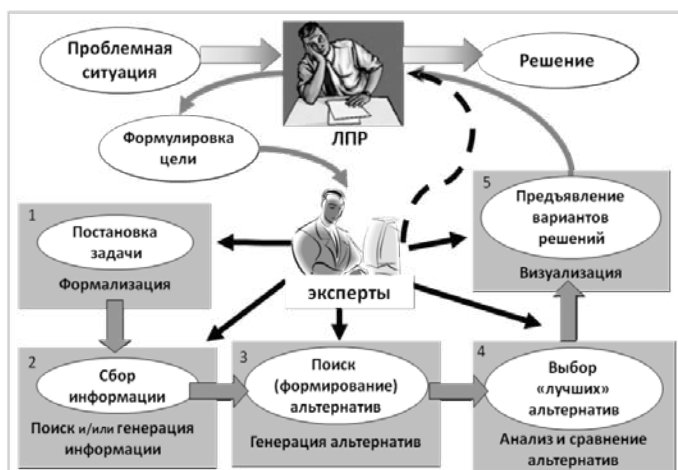 Проблемная
ситуация
Решение
ЛПР
Формулировка
цели
5
Предъявление
вариантов
решений
Визуализация
1
Постановка
задачи
Формализация
эксперты
2
Сбор
информации
Поиск и/или генерация
информации
3
Поиск
(формирование)
альтернатив
Генерация альтернатив
4
Выбор
«лучших»
альтернатив
Анализ и сравнение
альтернатив